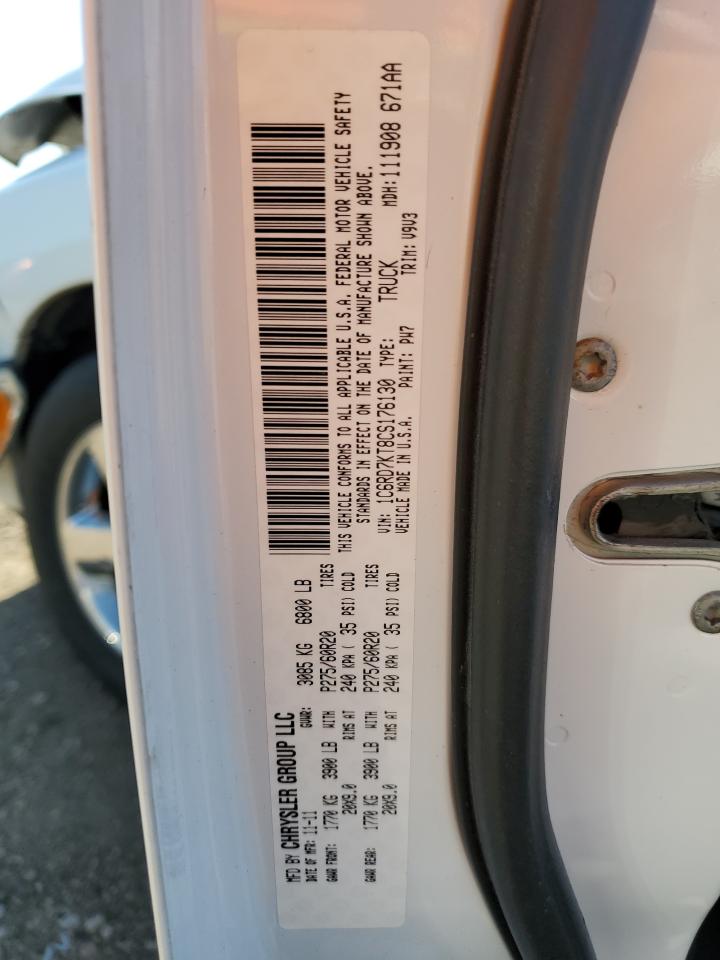 MFD BY CHRYSLER GROUP LLC
DATE OF MFR: 11-11 GVWR: 3085 KG 6800 LB
GAWR FRONT: 1770 KG 3900 LB WITH P275/60R20 TIRES
20X9.0 RIMS AT 240 KPA ( 35 PSI) COLD
GAWR REAR: 1770 KG 3900 LB WITH P275/60R20 TIRES
20X9.0 RIMS AT 240 KPA ( 35 PSI) COLD
THIS VEHICLE CONFORMS TO ALL APPLICABLE U.S.A. FEDERAL MOTOR VEHICLE SAFETY
STANDARDS IN EFFECT ON THE DATE OF MANUFACTURE SHOWN ABOVE.
VIN: 1C6RD7KT8CS176130 TYPE: TRUCK MDH: 111908 671AA
VEHICLE MADE IN U.S.A. PAINT: PW7 TRIM: V9V3